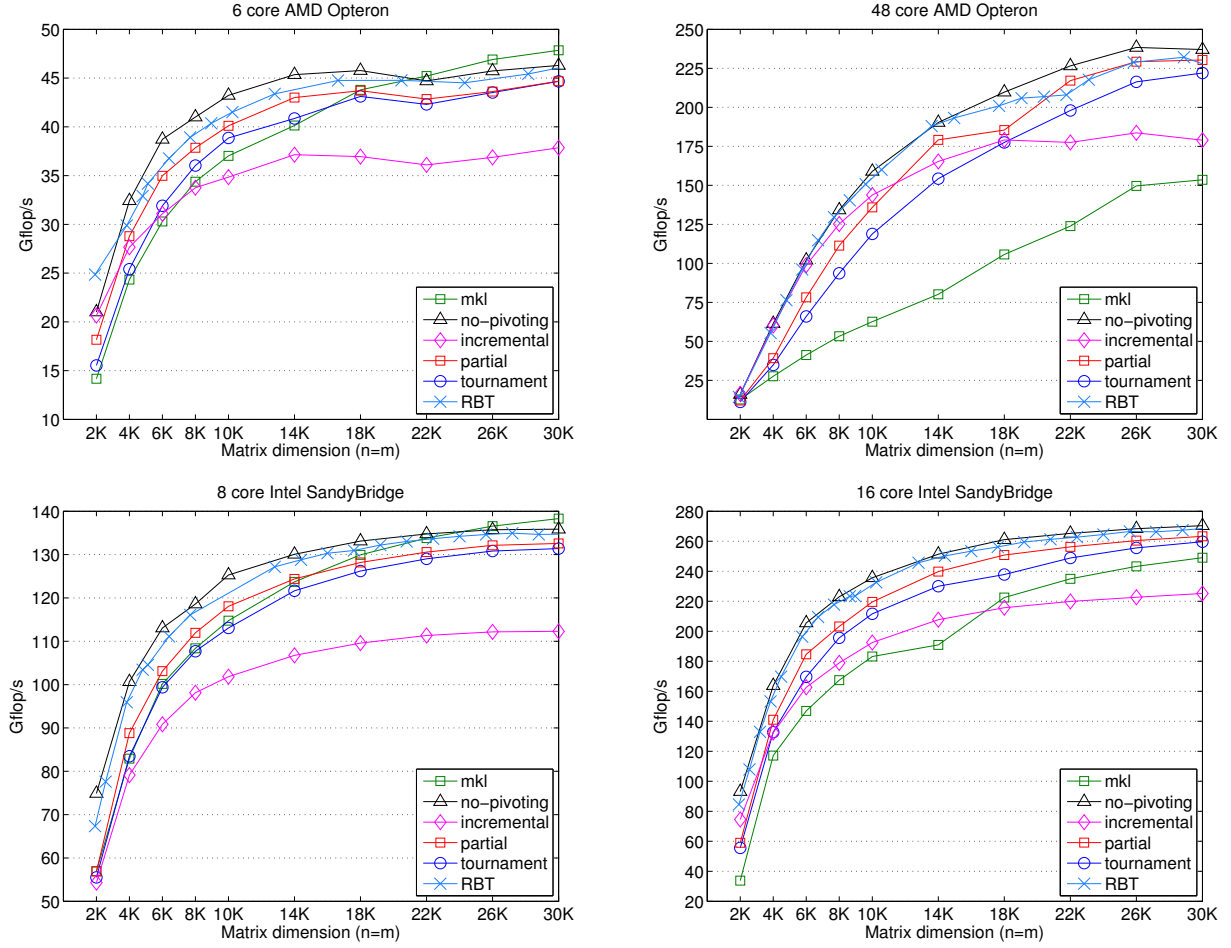 6 core AMD Opteron
50
45
40
35
30
25
20
15
10
Gflop/s
2K 4K 6K 8K 10K 14K 18K 22K 26K 30K
Matrix dimension (n=m)
mkl
no-pivoting
incremental
partial
tournament
RBT
48 core AMD Opteron
250
225
200
175
150
125
100
75
50
25
Gflop/s
2K 4K 6K 8K 10K 14K 18K 22K 26K 30K
Matrix dimension (n=m)
mkl
no-pivoting
incremental
partial
tournament
RBT
8 core Intel SandyBridge
140
130
120
110
100
90
80
70
60
50
Gflop/s
2K 4K 6K 8K 10K 14K 18K 22K 26K 30K
Matrix dimension (n=m)
mkl
no-pivoting
incremental
partial
tournament
RBT
16 core Intel SandyBridge
280
260
240
220
200
180
160
140
120
100
80
60
40
20
Gflop/s
2K 4K 6K 8K 10K 14K 18K 22K 26K 30K
Matrix dimension (n=m)
mkl
no-pivoting
incremental
partial
tournament
RBT